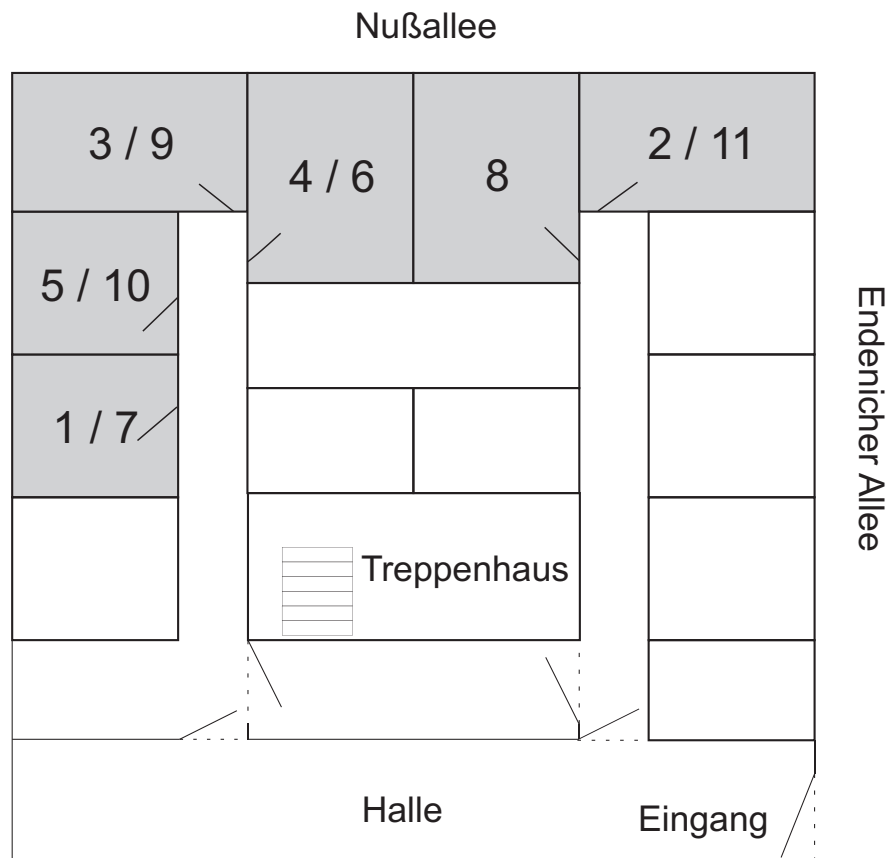 Nußallee
3 / 9
4 / 6
8
2 / 11
5 / 10
1 / 7
Endenicher Allee
Treppenhaus
Halle
Eingang